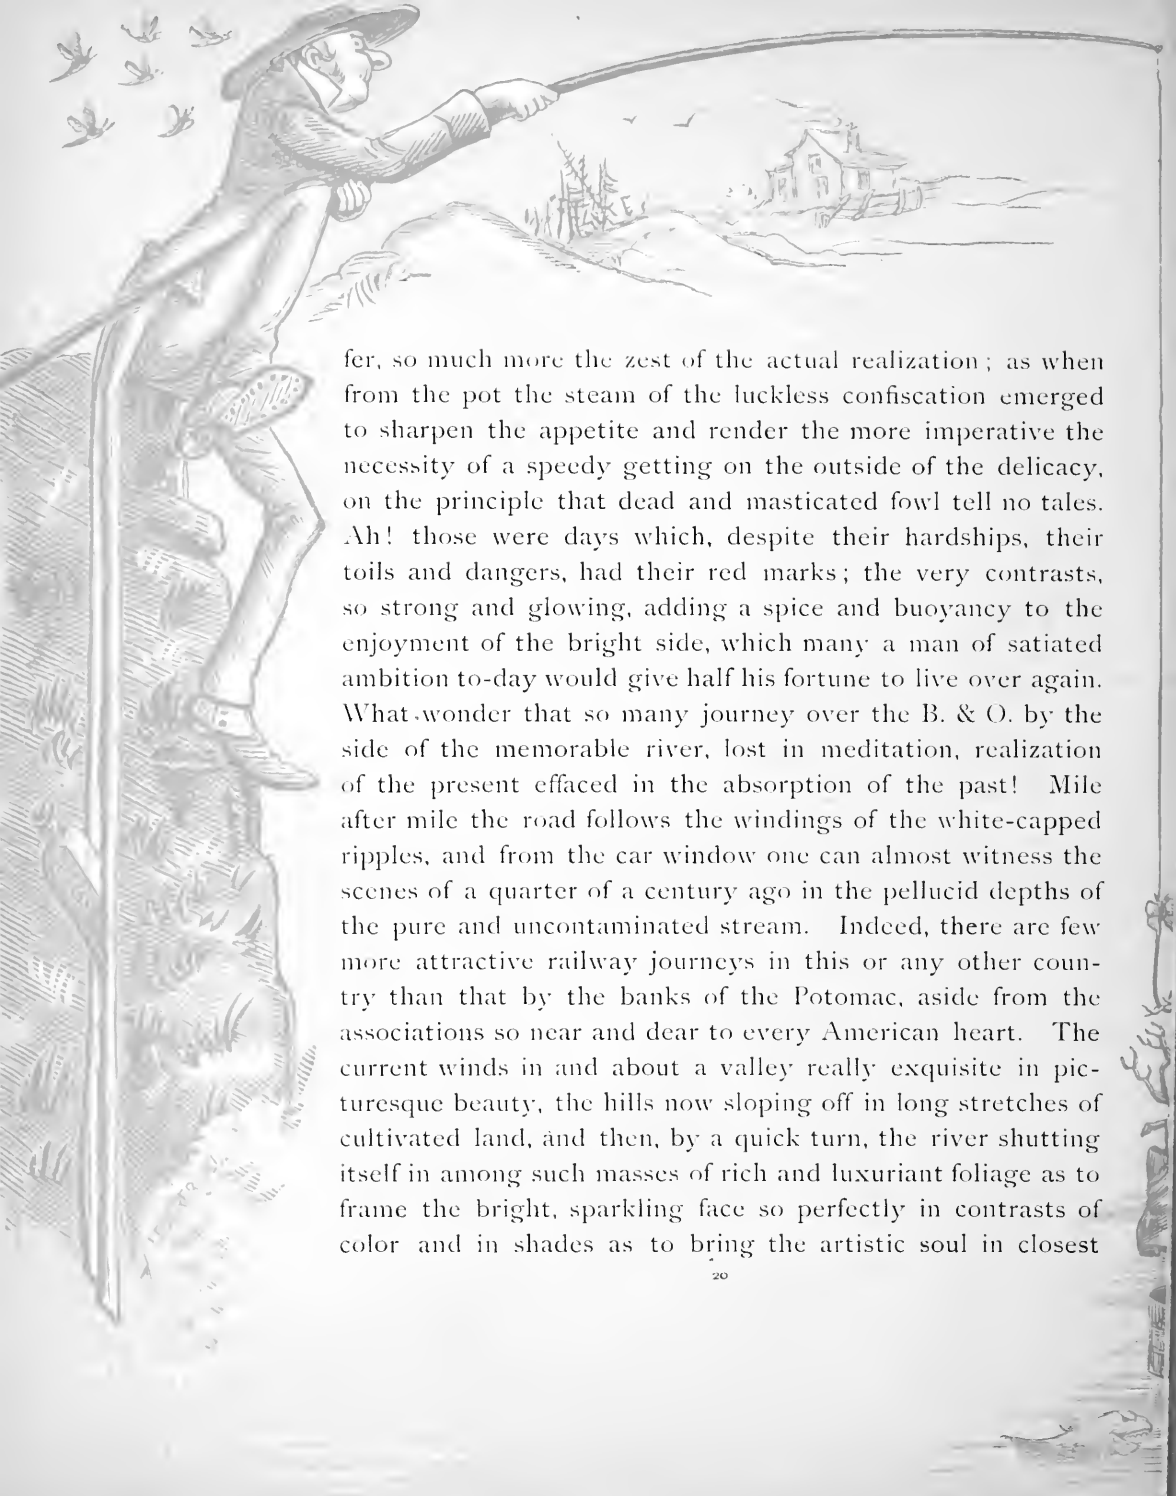 fer, so much more the zest of the actual realization; as when
from the pot the steam of the luckless confiscation emerged
to sharpen the appetite and render the more imperative the
necessity of a speedy getting on the outside of the delicacy,
on the principle that dead and masticated fowl tell no tales.
Ah! those were days which, despite their hardships, their
toils and dangers, had their red marks; the very contrasts,
so strong and glowing, adding a spice and buoyancy to the
enjoyment of the bright side, which many a man of satiated
ambition to-day would give half his fortune to live over again.
What wonder that so many journey over the B. & O. by the
side of the memorable river, lost in meditation, realization
of the present effaced in the absorption of the past! Mile
after mile the road follows the windings of the white-capped
ripples, and from the car window one can almost witness the
scenes of a quarter of a century ago in the pellucid depths of
the pure and uncontaminated stream. Indeed, there are few
more attractive railway journeys in this or any other coun-
try than that by the banks of the Potomac, aside from the
associations so near and dear to every American heart. The
current winds in and about a valley really exquisite in pic-
turesque beauty, the hills now sloping off in long stretches of
cultivated land, and then, by a quick turn, the river shutting
itself in among such masses of rich and luxuriant foliage as to
frame the bright, sparkling face so perfectly in contrasts of
color and in shades as to bring the artistic soul in closest
20